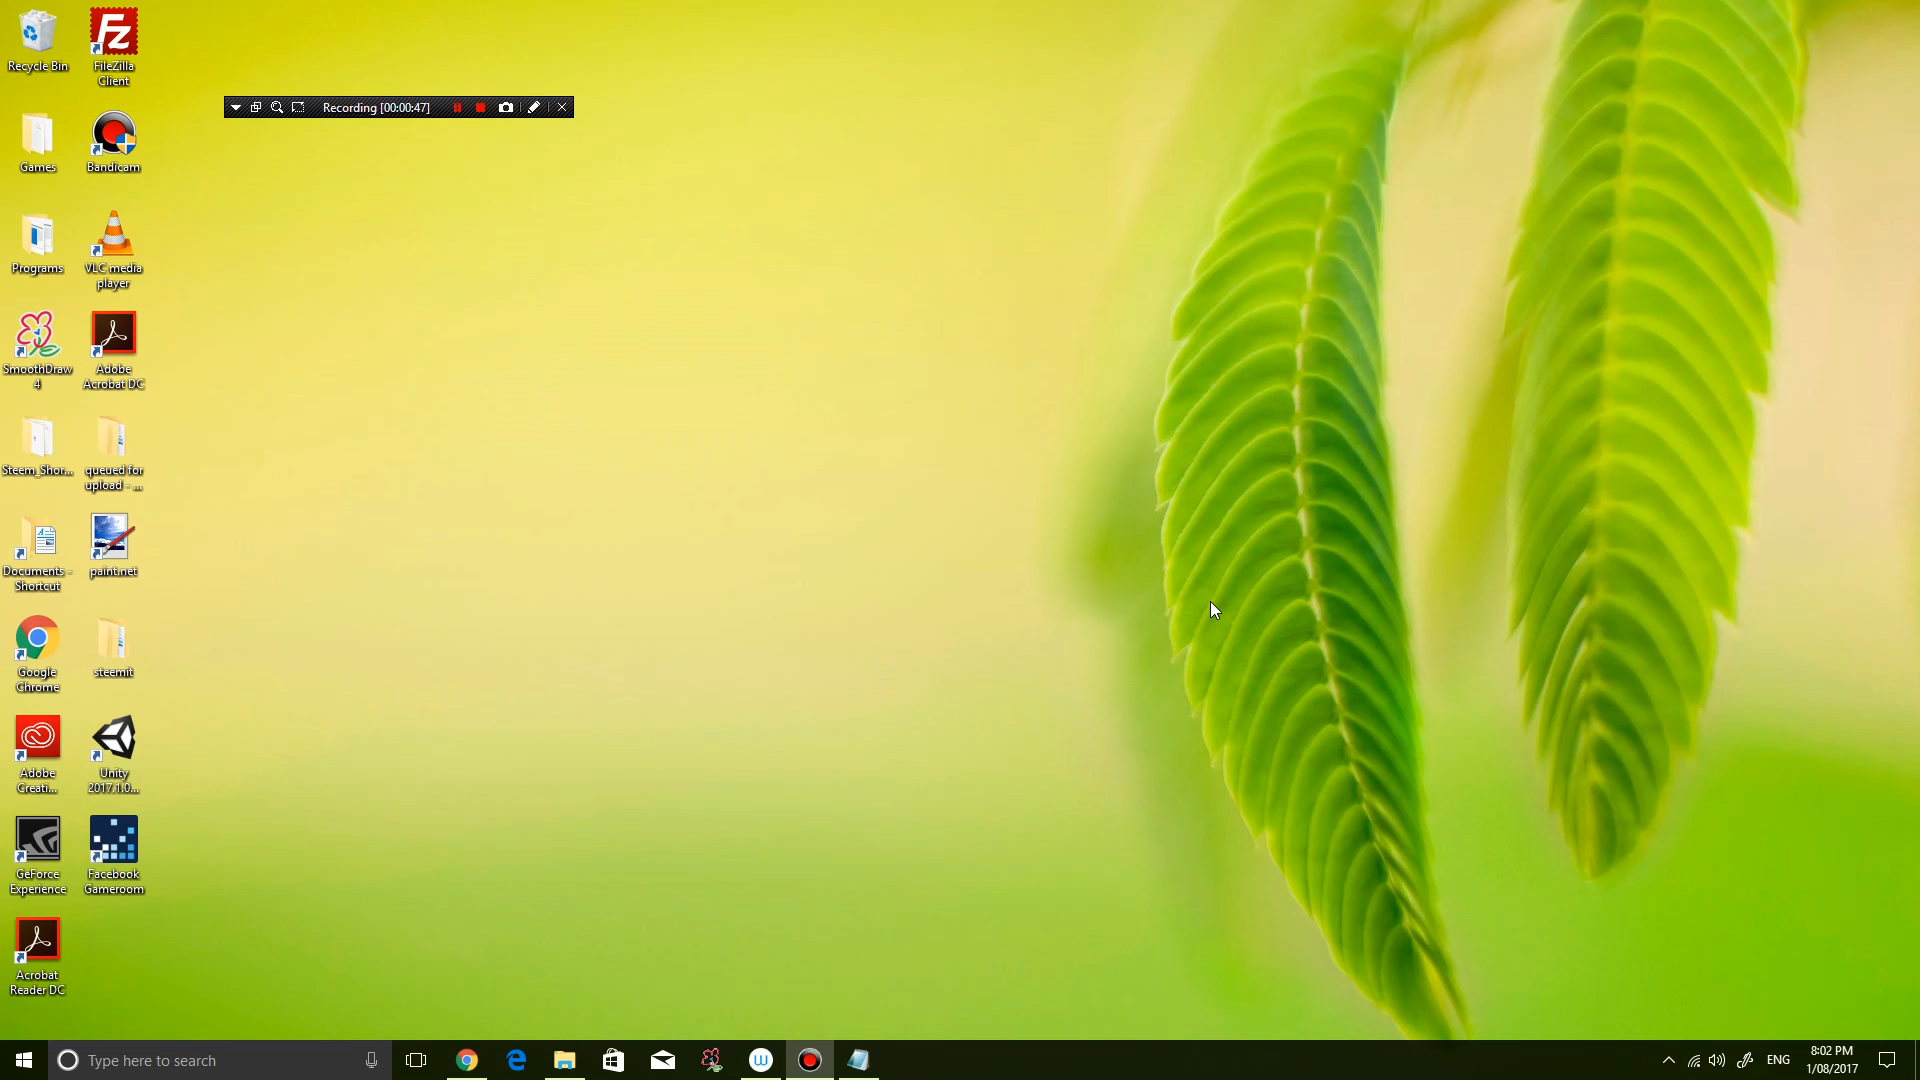 Recycle Bin
FileZilla
Client
Recording [00:00:47]
Games
Bandicam
Programs
VLC media
player
SmoothDraw
4
Adobe
Acrobat DC
Steem_Shor...
queued for
upload - ...
Documents -
Shortcut
paint.net
Google
Chrome
steemit
Adobe
Creati...
Unity
2017.1.0...
GeForce
Experience
Facebook
Gameroom
Acrobat
Reader DC
Type here to search
ENG
8:02 PM
1/08/2017